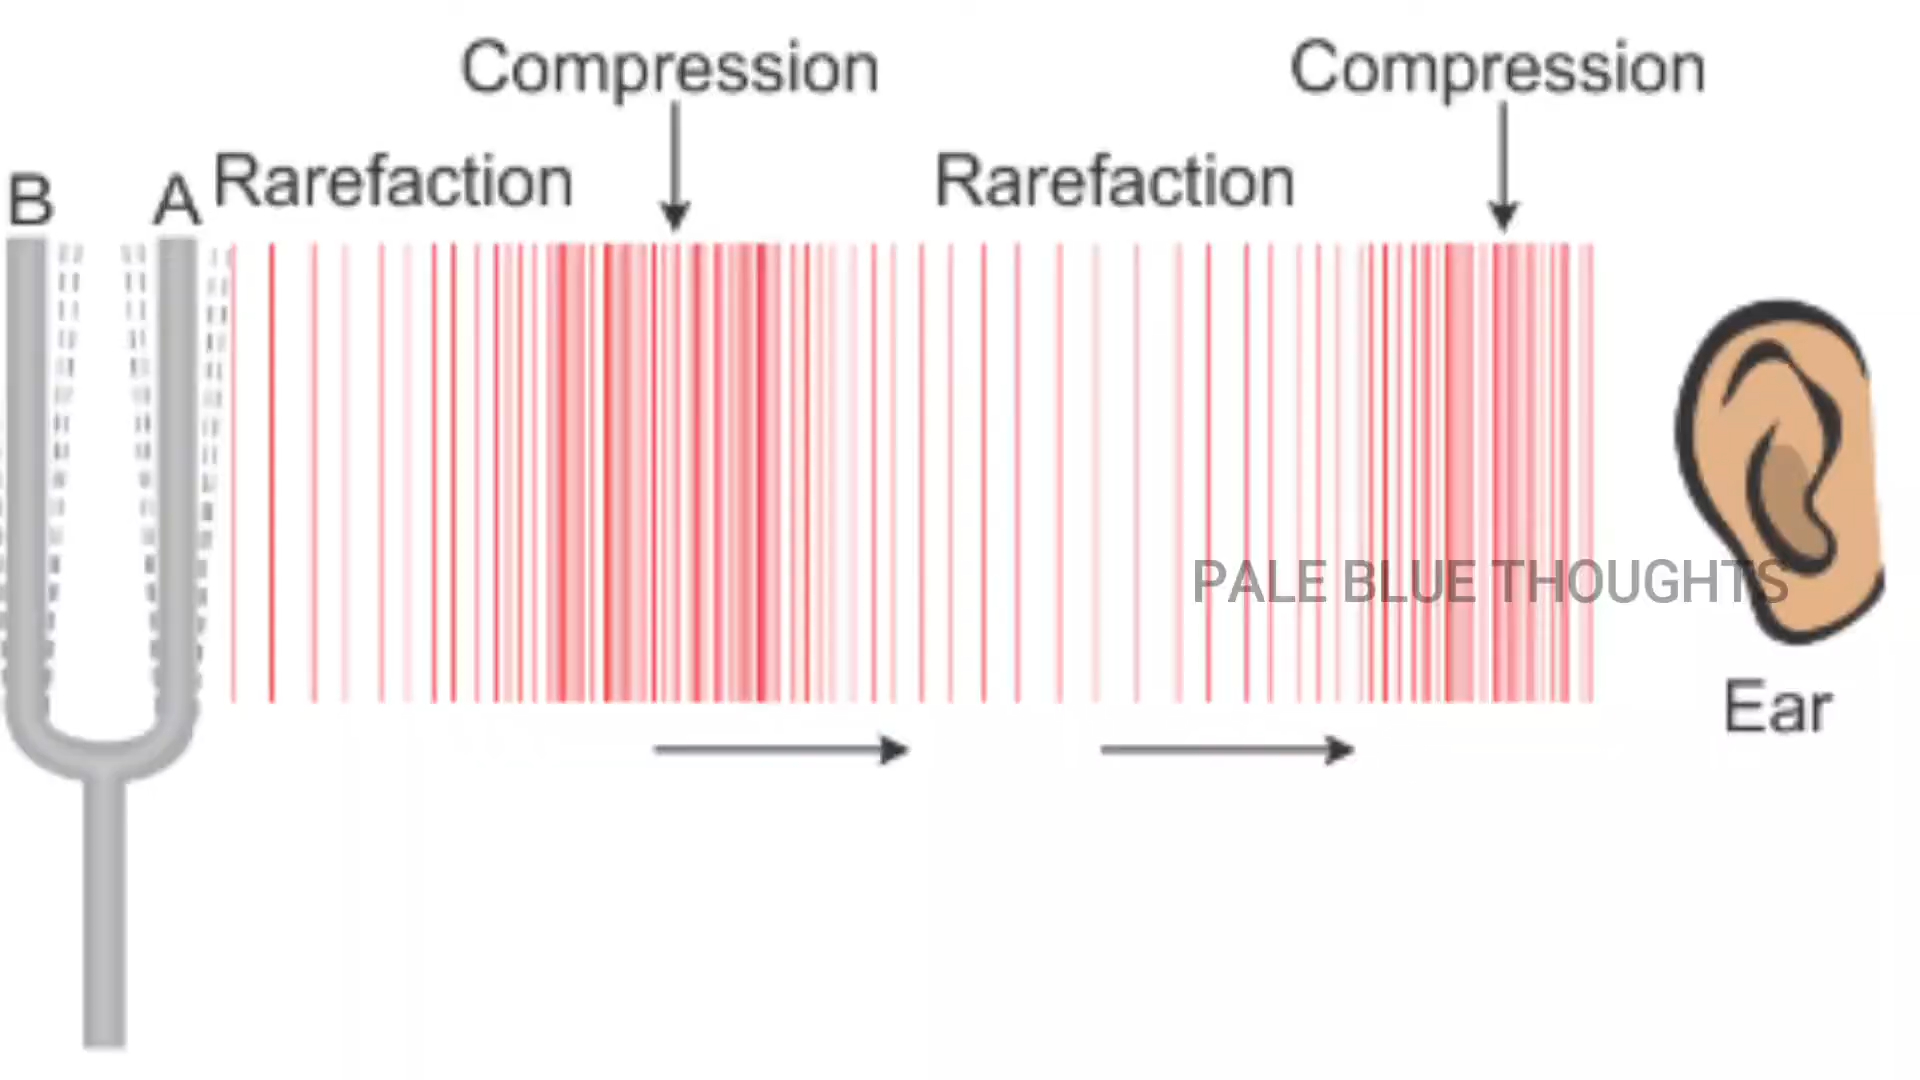 Compression
Compression
B
A
Rarefaction
Rarefaction
PALE BLUE THOUGHTS
Ear